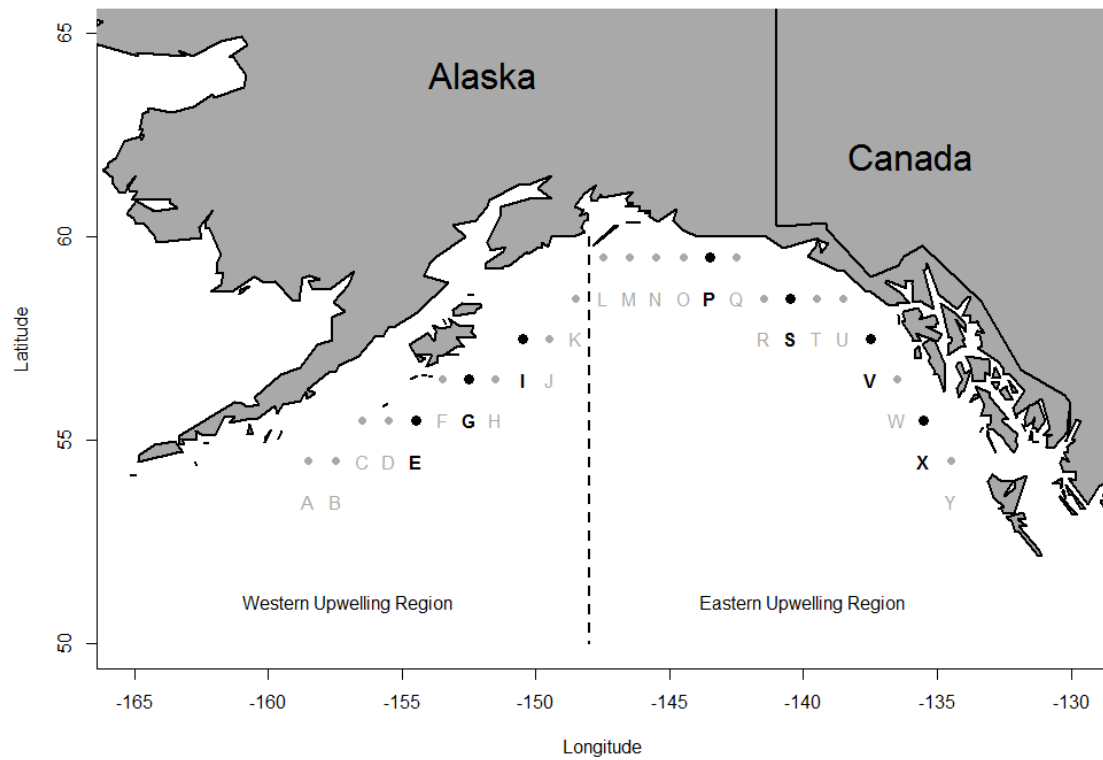 65
Alaska
Canada
60
L M N O P Q
K R S T U
Latitude
I J V
F G H W
55
C D E X
A B Y
Western Upwelling Region Eastern Upwelling Region
50
-165 -160 -155 -150 -145 -140 -135 -130
Longitude